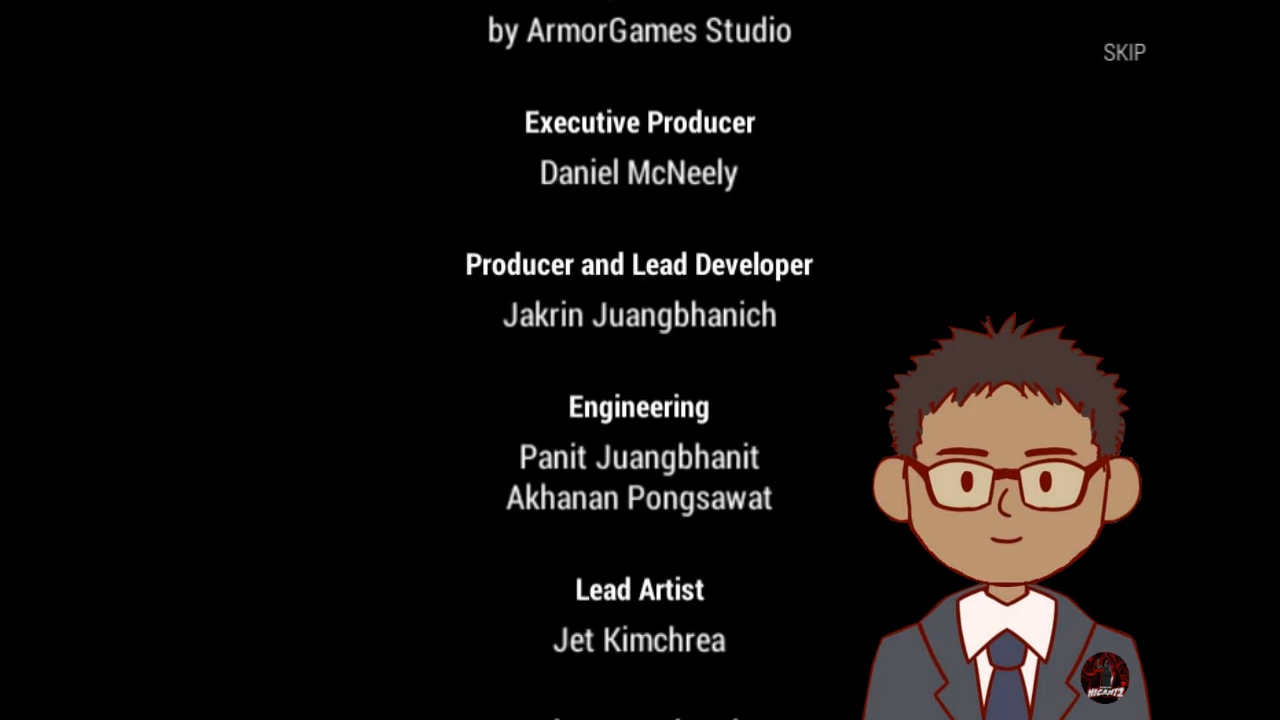 by ArmorGames Studio
SKIP
Executive Producer
Daniel McNeely
Producer and Lead Developer
Jakrin Juangbhanich
Engineering
Panit Juangbhanit
Akhanan Pongsawat
Lead Artist
Jet Kimchrea